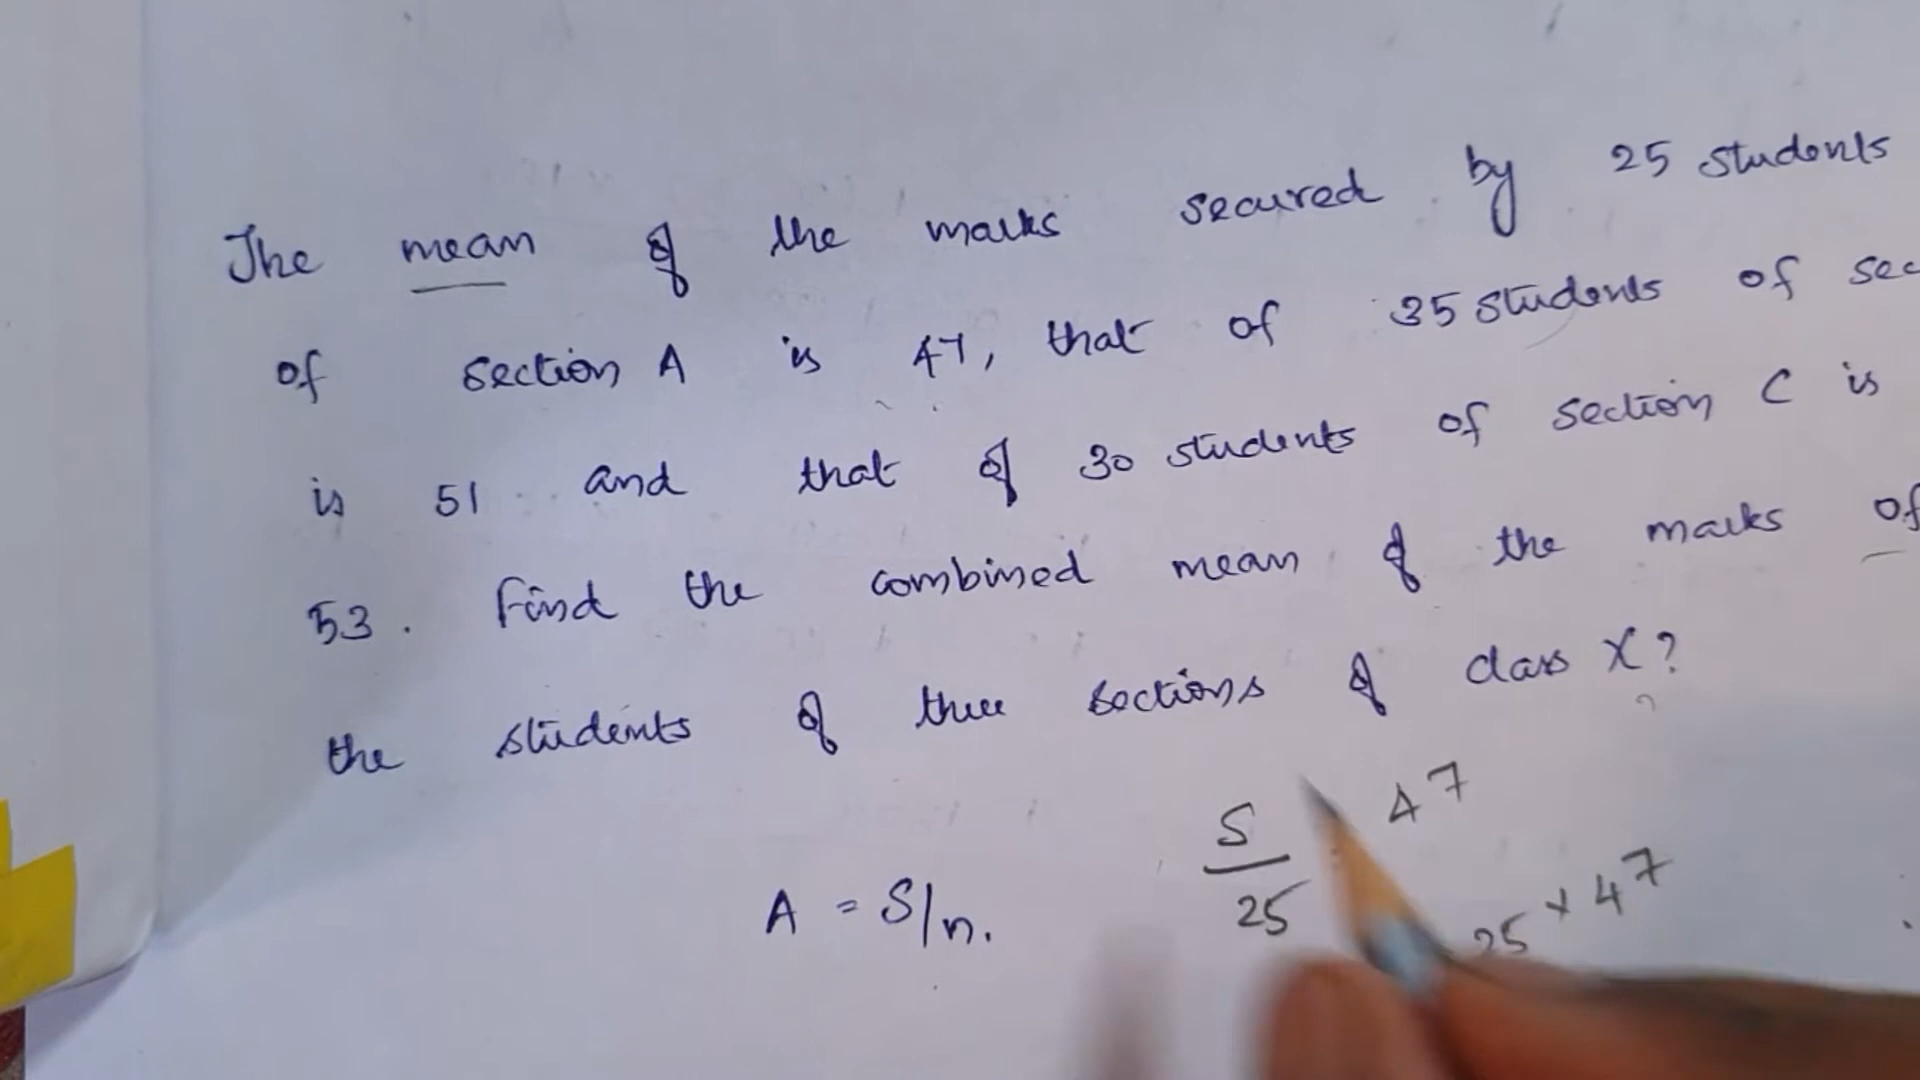 The mean of the marks secured by 25 students
of section A is 47, that of 35 students of sec
is 51 and that of 30 students of section C is
53. Find the combined mean of the marks of
the students of three sections of class X?
A = S/n.
S
25
47
25 × 47